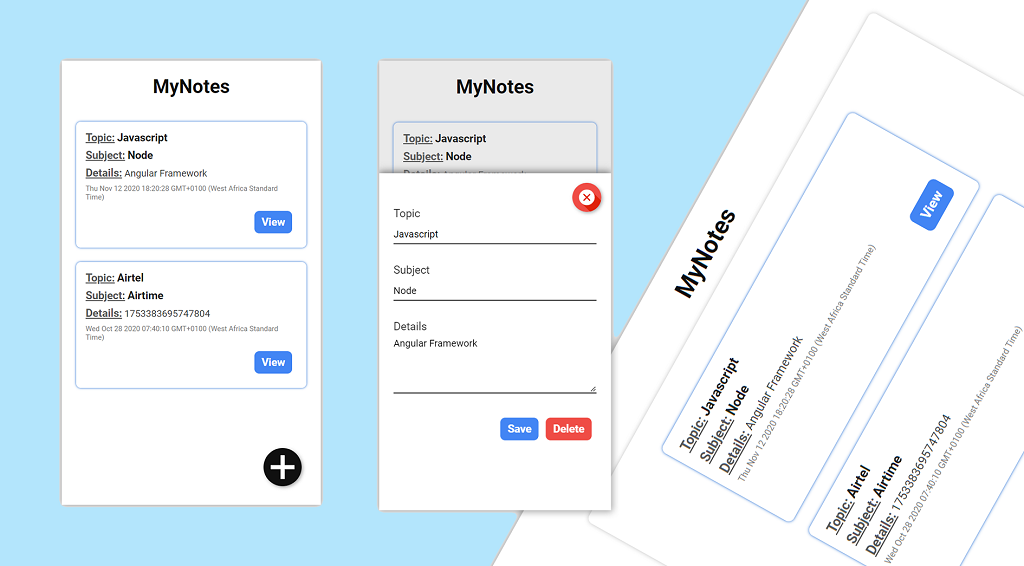 MyNotes
Topic: Javascript
Subject: Node
Details: Angular Framework
Thu Nov 12 2020 18:20:28 GMT+0100 (West Africa Standard
Time)
View
Topic: Airtel
Subject: Airtime
Details: 1753383695747804
Wed Oct 28 2020 07:40:10 GMT+0100 (West Africa Standard
Time)
View
MyNotes
Topic: Javascript
Subject: Node
Details: Angular Framework
Topic
Javascript
Subject
Node
Details
Angular Framework
Save
Delete
MyNotes
Topic: Javascript
Subject: Node
Details: Angular Framework
Thu Nov 12 2020 18:20:28 GMT+0100 (West Africa Standard Time)
View
Topic: Airtel
Subject: Airtime
Details: 1753383695747804
Wed Oct 28 2020 07:40:10 GMT+0100 (West Africa Standard Time)